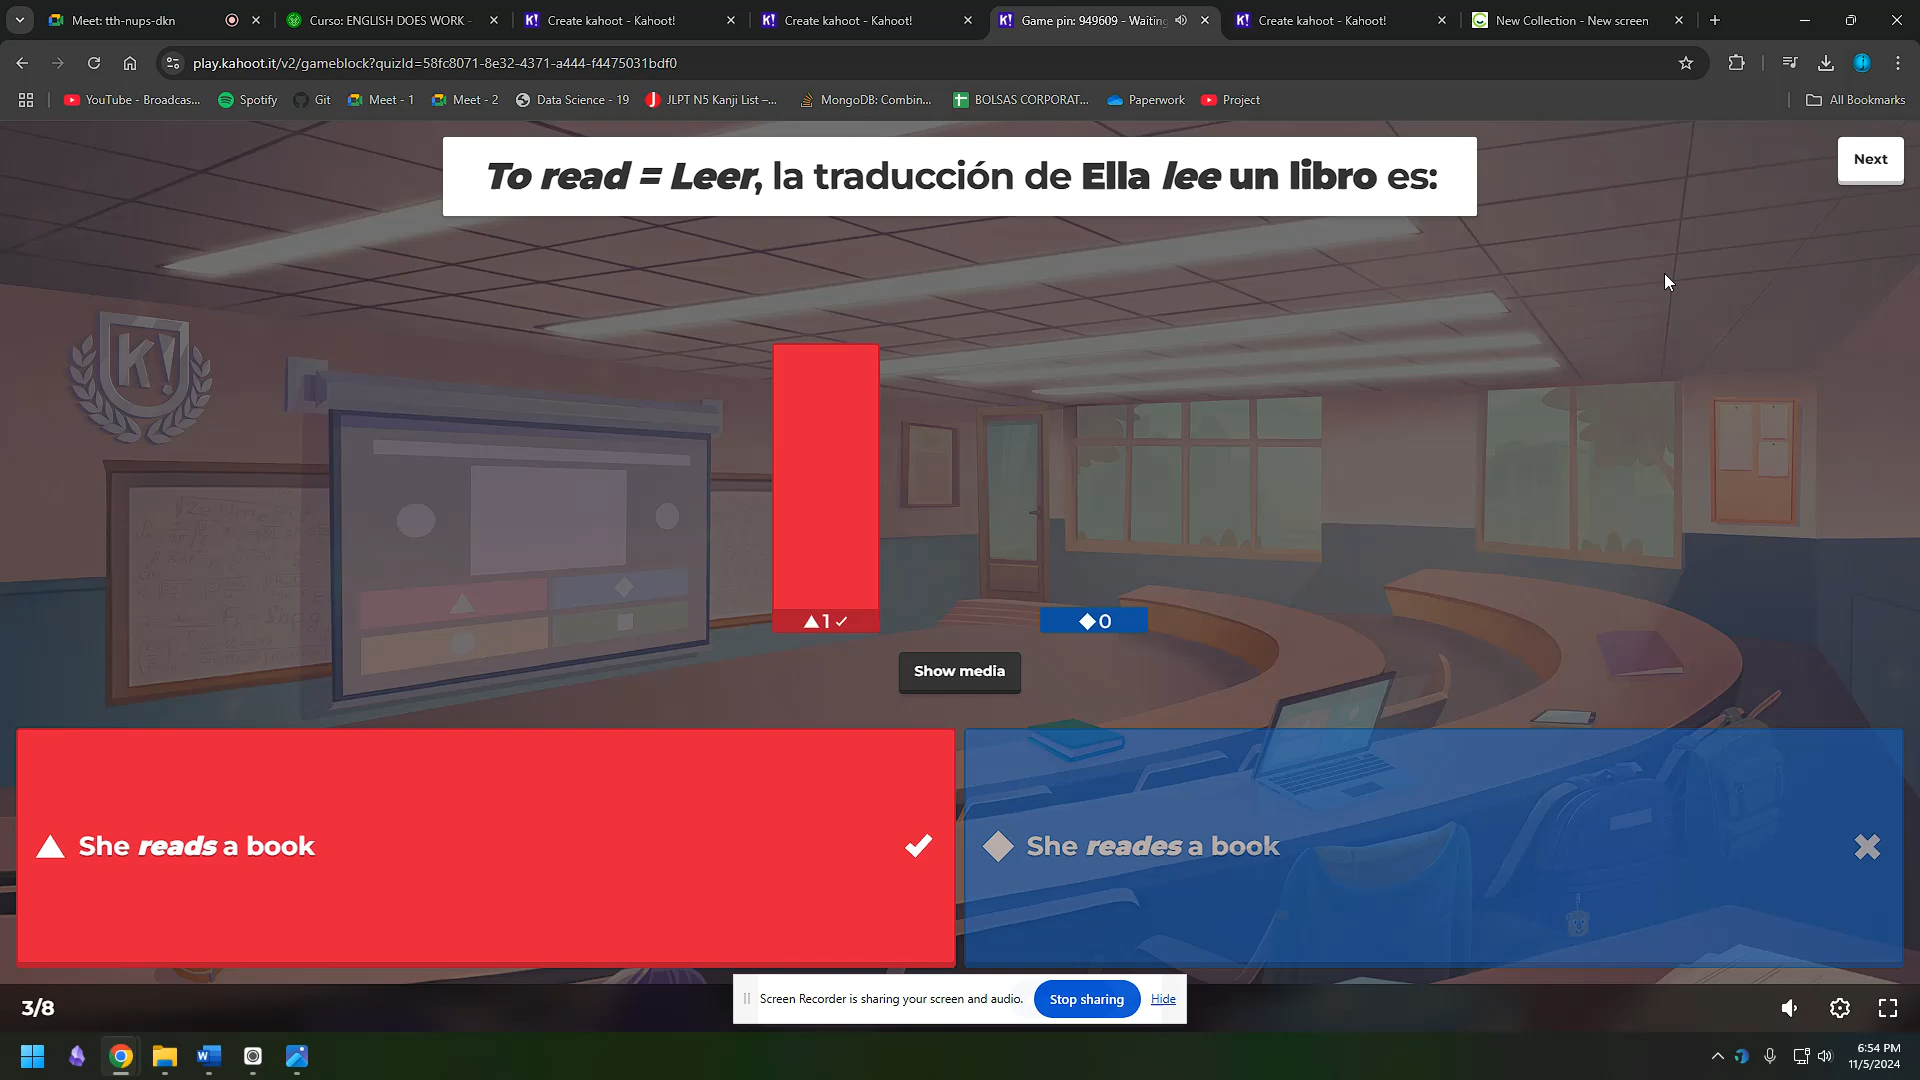 Meet: tth-nups-dkn
Curso: ENGLISH DOES WORK -
Create kahoot - Kahoot!
Create kahoot - Kahoot!
Game pin: 949609 - Waiting
Create kahoot - Kahoot!
New Collection - New screen
play.kahoot.it/v2/gameblock?quizId=58fc8071-8e32-4371-a444-f4475031bdf0
YouTube - Broadcas...
Spotify
Git
Meet - 1
Meet - 2
Data Science - 19
JLPT N5 Kanji List –...
MongoDB: Combin...
BOLSAS CORPORAT...
Paperwork
Project
All Bookmarks
To read = Leer, la traducción de Ella lee un libro es:
Next
K!
1
0
Show media
She reads a book
She reades a book
Screen Recorder is sharing your screen and audio.
Stop sharing
Hide
3/8
6:54 PM
11/5/2024